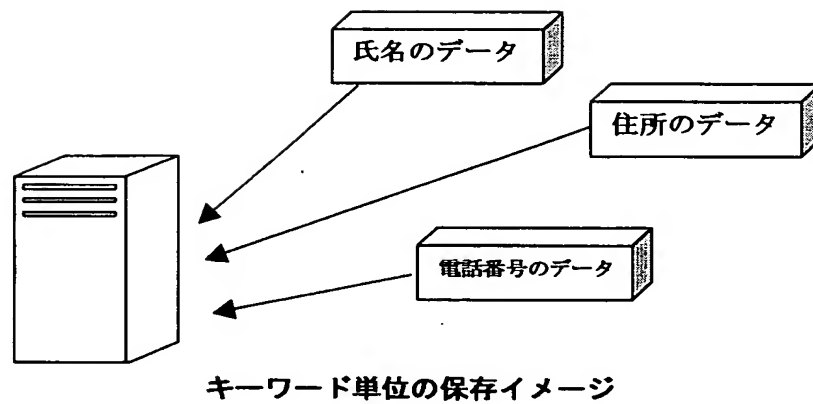 氏名のデータ
住所のデータ
電話番号のデータ
キーワード単位の保存イメージ